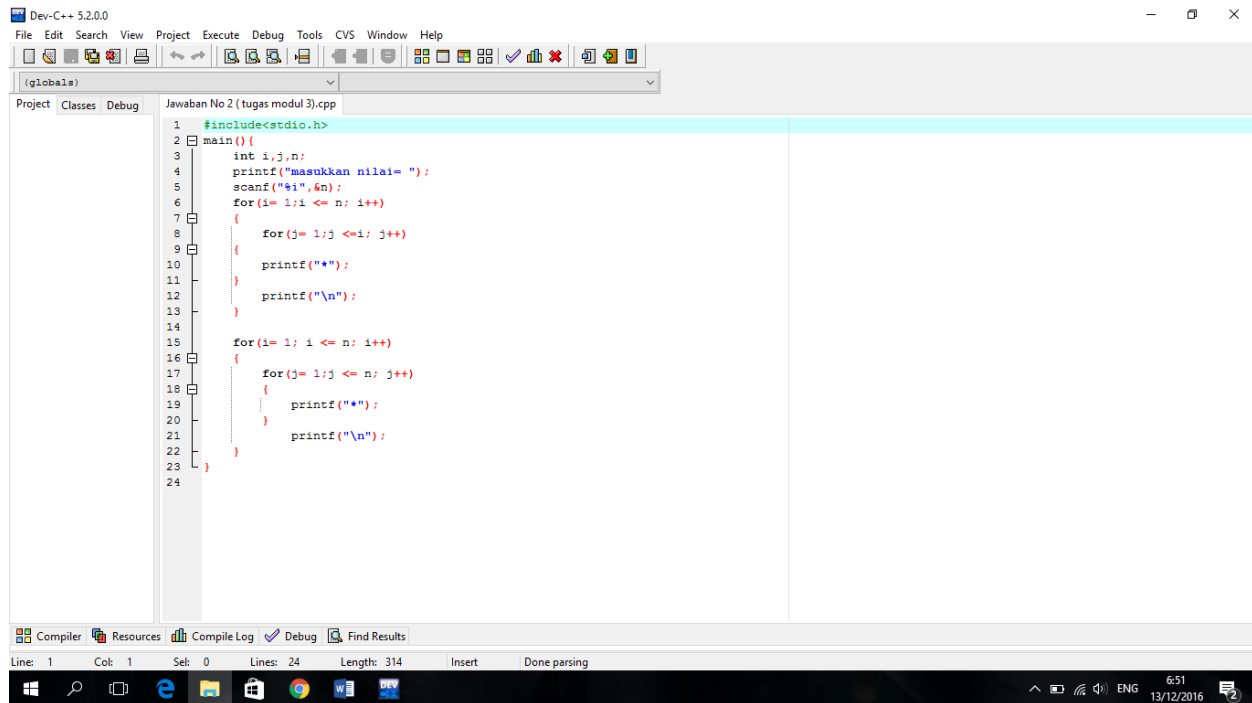 Dev-C++ 5.2.0.0
File Edit Search View Project Execute Debug Tools CVS Window Help
(globals)
Project Classes Debug
Jawaban No 2 ( tugas modul 3).cpp
1 #include<stdio.h>
2 main(){
3 int i,j,n;
4 printf("masukkan nilai= ");
5 scanf("%i",&n);
6 for(i= 1;i <= n; i++)
7 {
8 for(j= 1;j <=i; j++)
9 {
10 printf("*");
11 }
12 printf("\n");
13 }
14
15 for(i= 1; i <= n; i++)
16 {
17 for(j= 1;j <= n; j++)
18 {
19 printf("*");
20 }
21 printf("\n");
22 }
23 }
24
Compiler Resources Compile Log Debug Find Results
Line: 1 Col: 1 Sel: 0 Lines: 24 Length: 314 Insert Done parsing
DEV
ENG
6:51
13/12/2016
2